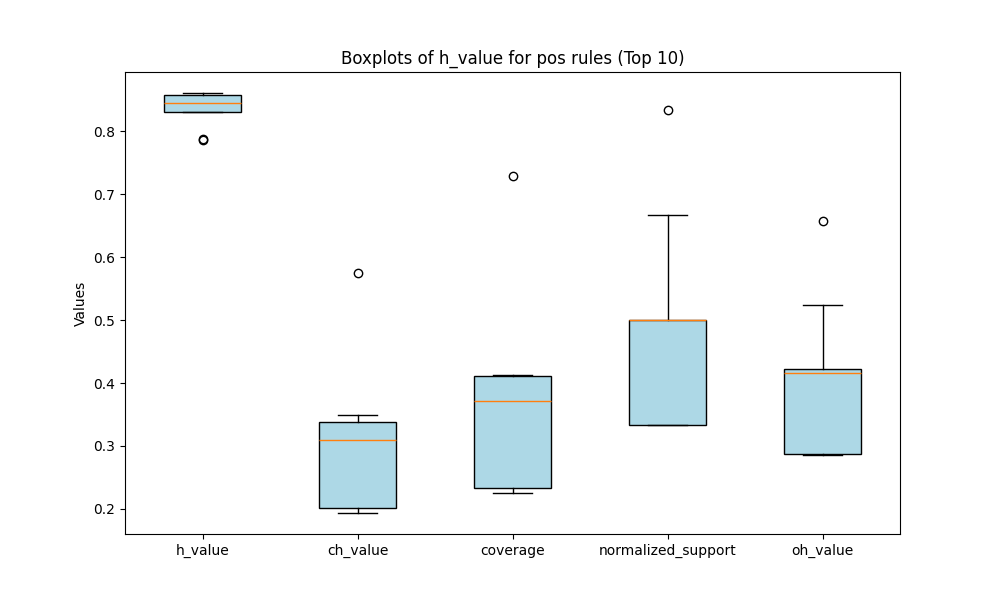 Boxplots of h_value for pos rules (Top 10)
Values
0.8
0.7
0.6
0.5
0.4
0.3
0.2
h_value
ch_value
coverage
normalized_support
oh_value